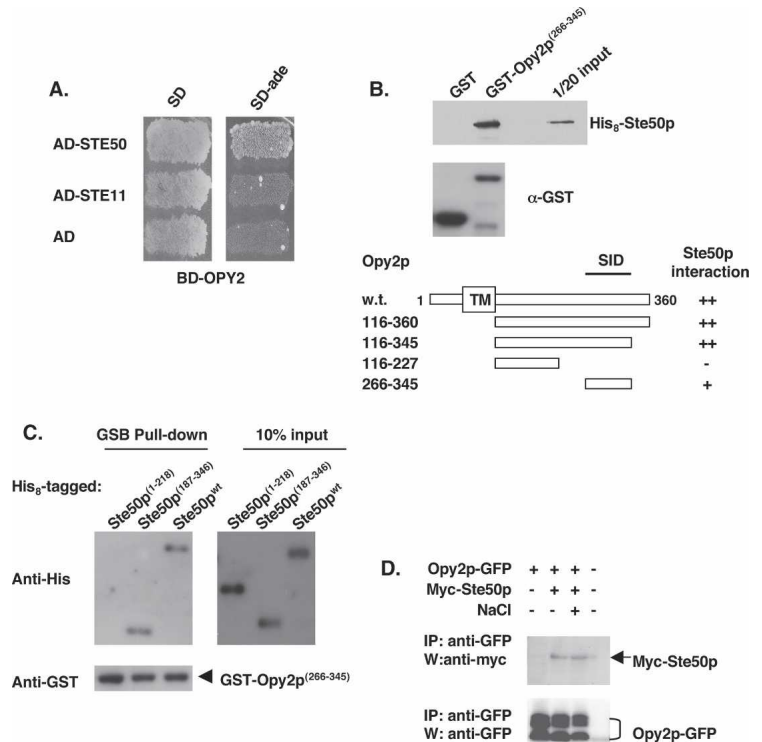 A.
SD
SD-ade
AD-STE50
AD-STE11
AD
BD-OPY2
B.
GST
GST-Opy2p(266-345)
1/20 input
His8-Ste50p
α-GST
Opy2p
SID
Ste50p
interaction
w.t. 1 TM 360 ++
116-360 ++
116-345 ++
116-227 -
266-345 +
C.
GSB Pull-down
10% input
His8-tagged:
Ste50p(1-218)
Ste50p(187-346)
Ste50pwt
Ste50p(1-218)
Ste50p(187-346)
Ste50pwt
Anti-His
Anti-GST
GST-Opy2p(266-345)
D.
Opy2p-GFP + + + -
Myc-Ste50p - + + -
NaCl - - + -
IP: anti-GFP
W:anti-myc
Myc-Ste50p
IP: anti-GFP
W: anti-GFP
Opy2p-GFP